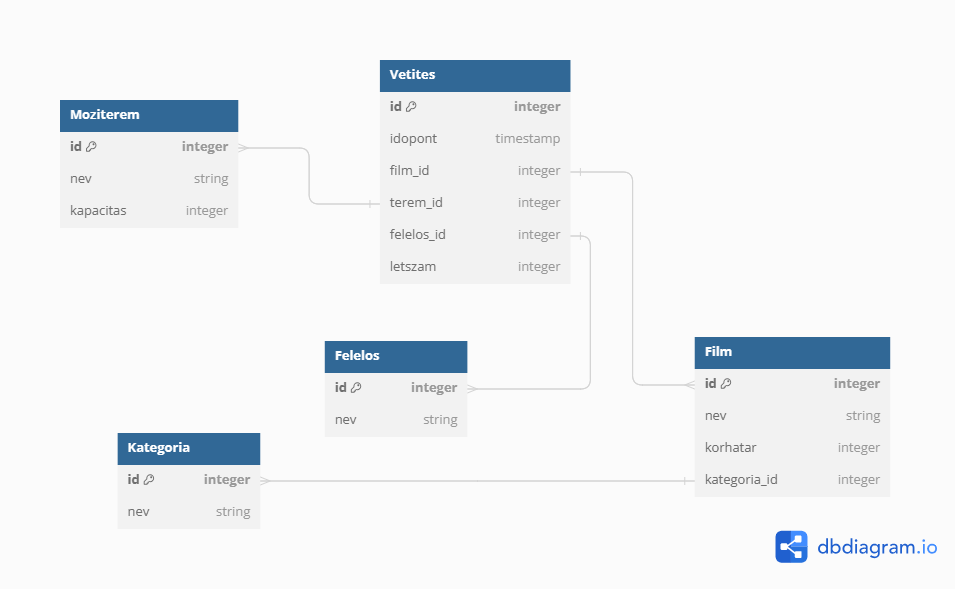 Moziterem
id integer
nev string
kapacitas integer
Vetites
id integer
idopont timestamp
film_id integer
terem_id integer
felelos_id integer
letszam integer
Felelos
id integer
nev string
Kategoria
id integer
nev string
Film
id integer
nev string
korhatar integer
kategoria_id integer
dbdiagram.io